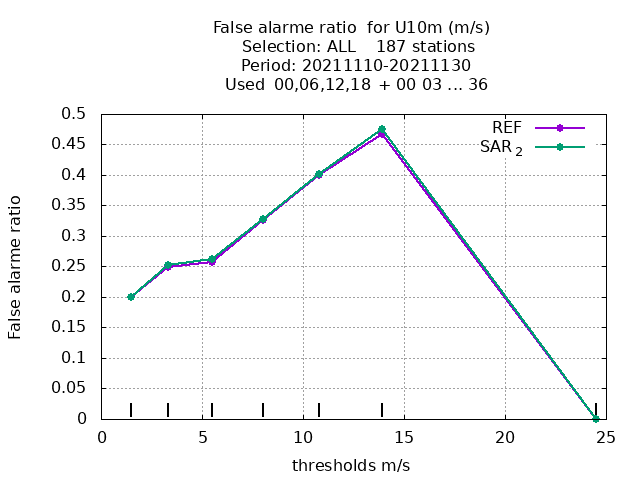 False alarme ratio for U10m (m/s)
Selection: ALL 187 stations
Period: 20211110-20211130
Used 00,06,12,18 + 00 03 ... 36
REF
SAR 2
0.5
0.45
0.4
0.35
0.3
0.25
0.2
0.15
0.1
0.05
0
False alarme ratio
0 5 10 15 20 25
thresholds m/s